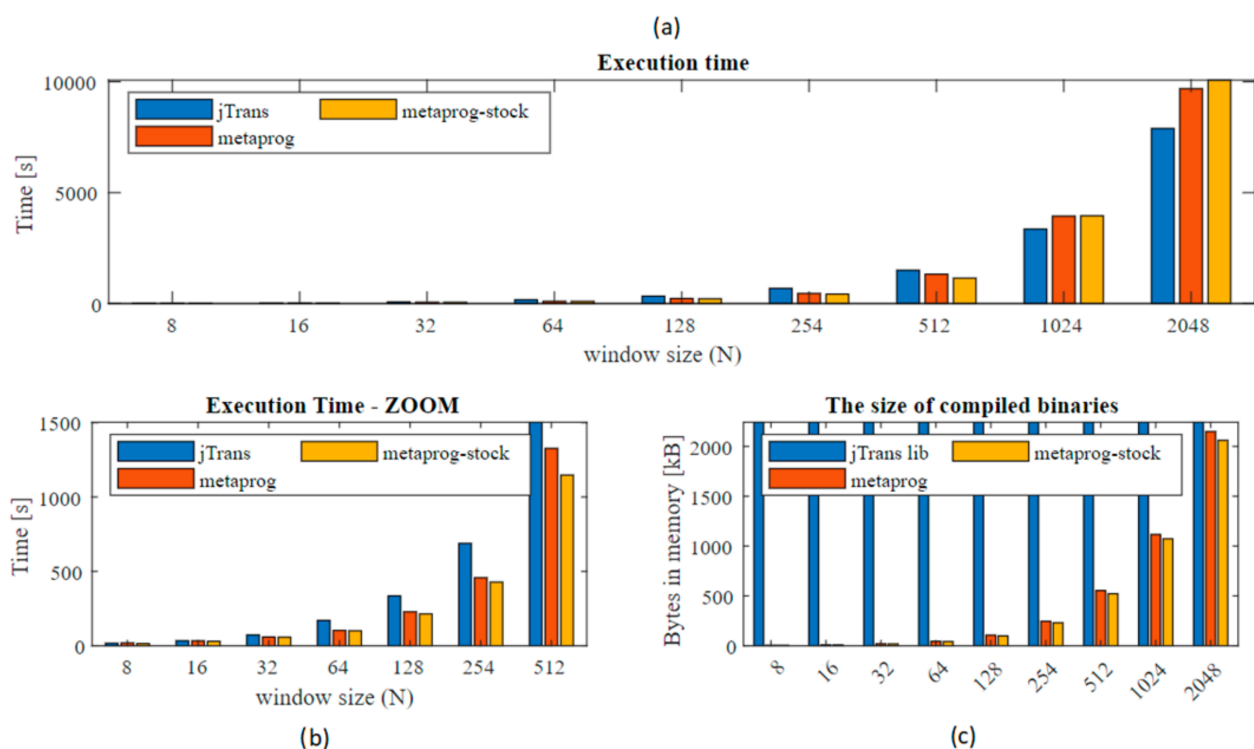 (a)
Execution time
10000
5000
0
Time [s]
jTrans
metaprog-stock
metaprog
8 16 32 64 128 254 512 1024 2048
window size (N)
Execution Time - ZOOM
1500
1000
500
0
Time [s]
jTrans
metaprog-stock
metaprog
8 16 32 64 128 254 512
window size (N)
(b)
The size of compiled binaries
2000
1500
1000
500
0
Bytes in memory [kB]
jTrans lib
metaprog-stock
metaprog
8 16 32 64 128 254 512 1024 2048
(c)